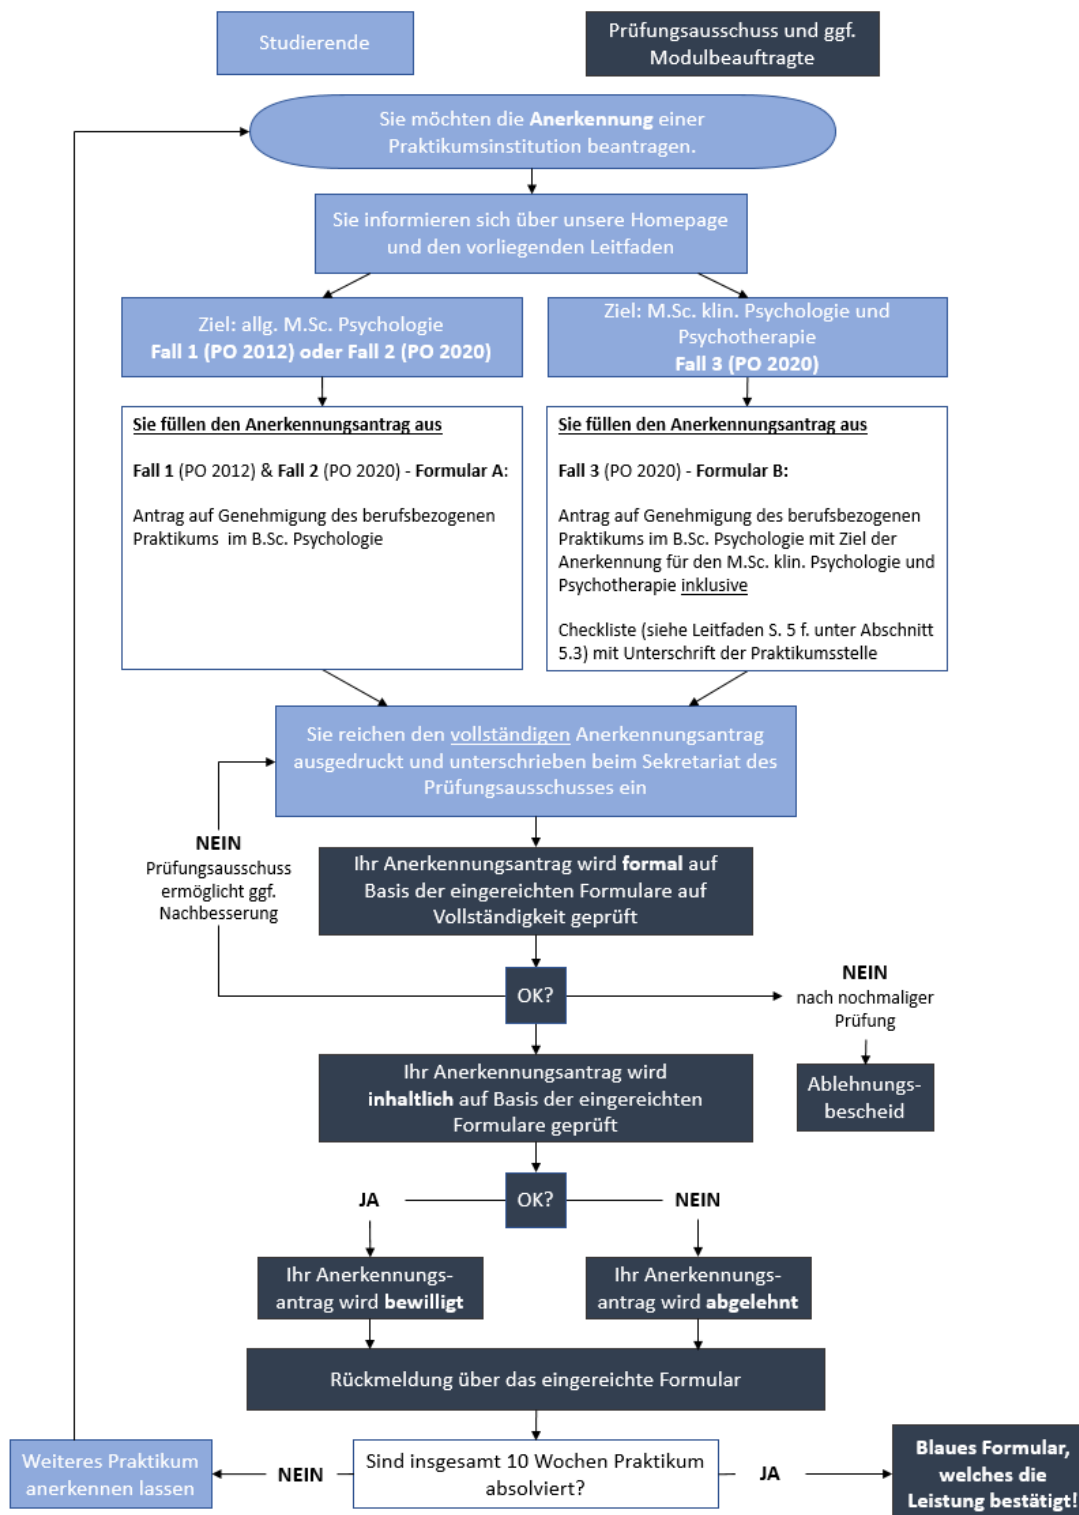 Studierende
Prüfungsausschuss und ggf.
Modulbeauftragte
Sie möchten die Anerkennung einer
Praktikumsinstitution beantragen.
Sie informieren sich über unsere Homepage
und den vorliegenden Leitfaden
Ziel: allg. M.Sc. Psychologie
Fall 1 (PO 2012) oder Fall 2 (PO 2020)
Ziel: M.Sc. klin. Psychologie und
Psychotherapie
Fall 3 (PO 2020)
Sie füllen den Anerkennungsantrag aus
Fall 1 (PO 2012) & Fall 2 (PO 2020) - Formular A:
Antrag auf Genehmigung des berufsbezogenen
Praktikums im B.Sc. Psychologie
Sie füllen den Anerkennungsantrag aus
Fall 3 (PO 2020) - Formular B:
Antrag auf Genehmigung des berufsbezogenen
Praktikums im B.Sc. Psychologie mit Ziel der
Anerkennung für den M.Sc. klin. Psychologie und
Psychotherapie inklusive
Checkliste (siehe Leitfaden S. 5 f. unter Abschnitt
5.3) mit Unterschrift der Praktikumsstelle
Sie reichen den vollständigen Anerkennungsantrag
ausgedruckt und unterschrieben beim Sekretariat des
Prüfungsausschusses ein
NEIN
Prüfungsausschuss
ermöglicht ggf.
Nachbesserung
Ihr Anerkennungsantrag wird formal auf
Basis der eingereichten Formulare auf
Vollständigkeit geprüft
OK?
NEIN
nach nochmaliger
Prüfung
Ablehnungs-
bescheid
Ihr Anerkennungsantrag wird
inhaltlich auf Basis der eingereichten
Formulare geprüft
JA
OK?
NEIN
Ihr Anerkennungs-
antrag wird bewilligt
Ihr Anerkennungs-
antrag wird abgelehnt
Rückmeldung über das eingereichte Formular
Weiteres Praktikum
anerkennen lassen
NEIN
Sind insgesamt 10 Wochen Praktikum
absolviert?
JA
Blaues Formular,
welches die
Leistung bestätigt!